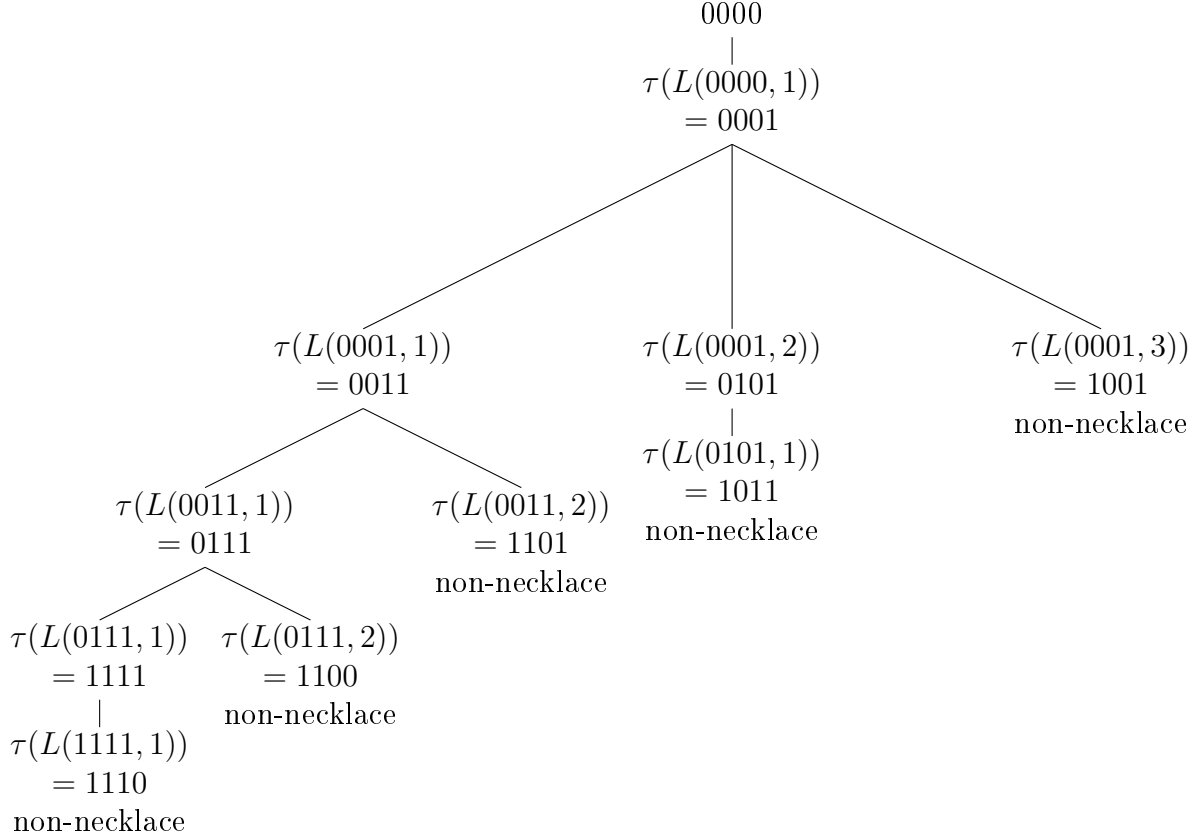 0000
τ(L(0000, 1))
= 0001
τ(L(0001, 1))
= 0011
τ(L(0001, 2))
= 0101
τ(L(0001, 3))
= 1001
non-necklace
τ(L(0101, 1))
= 1011
non-necklace
τ(L(0011, 1))
= 0111
τ(L(0011, 2))
= 1101
non-necklace
τ(L(0111, 1))
= 1111
τ(L(0111, 2))
= 1100
non-necklace
τ(L(1111, 1))
= 1110
non-necklace